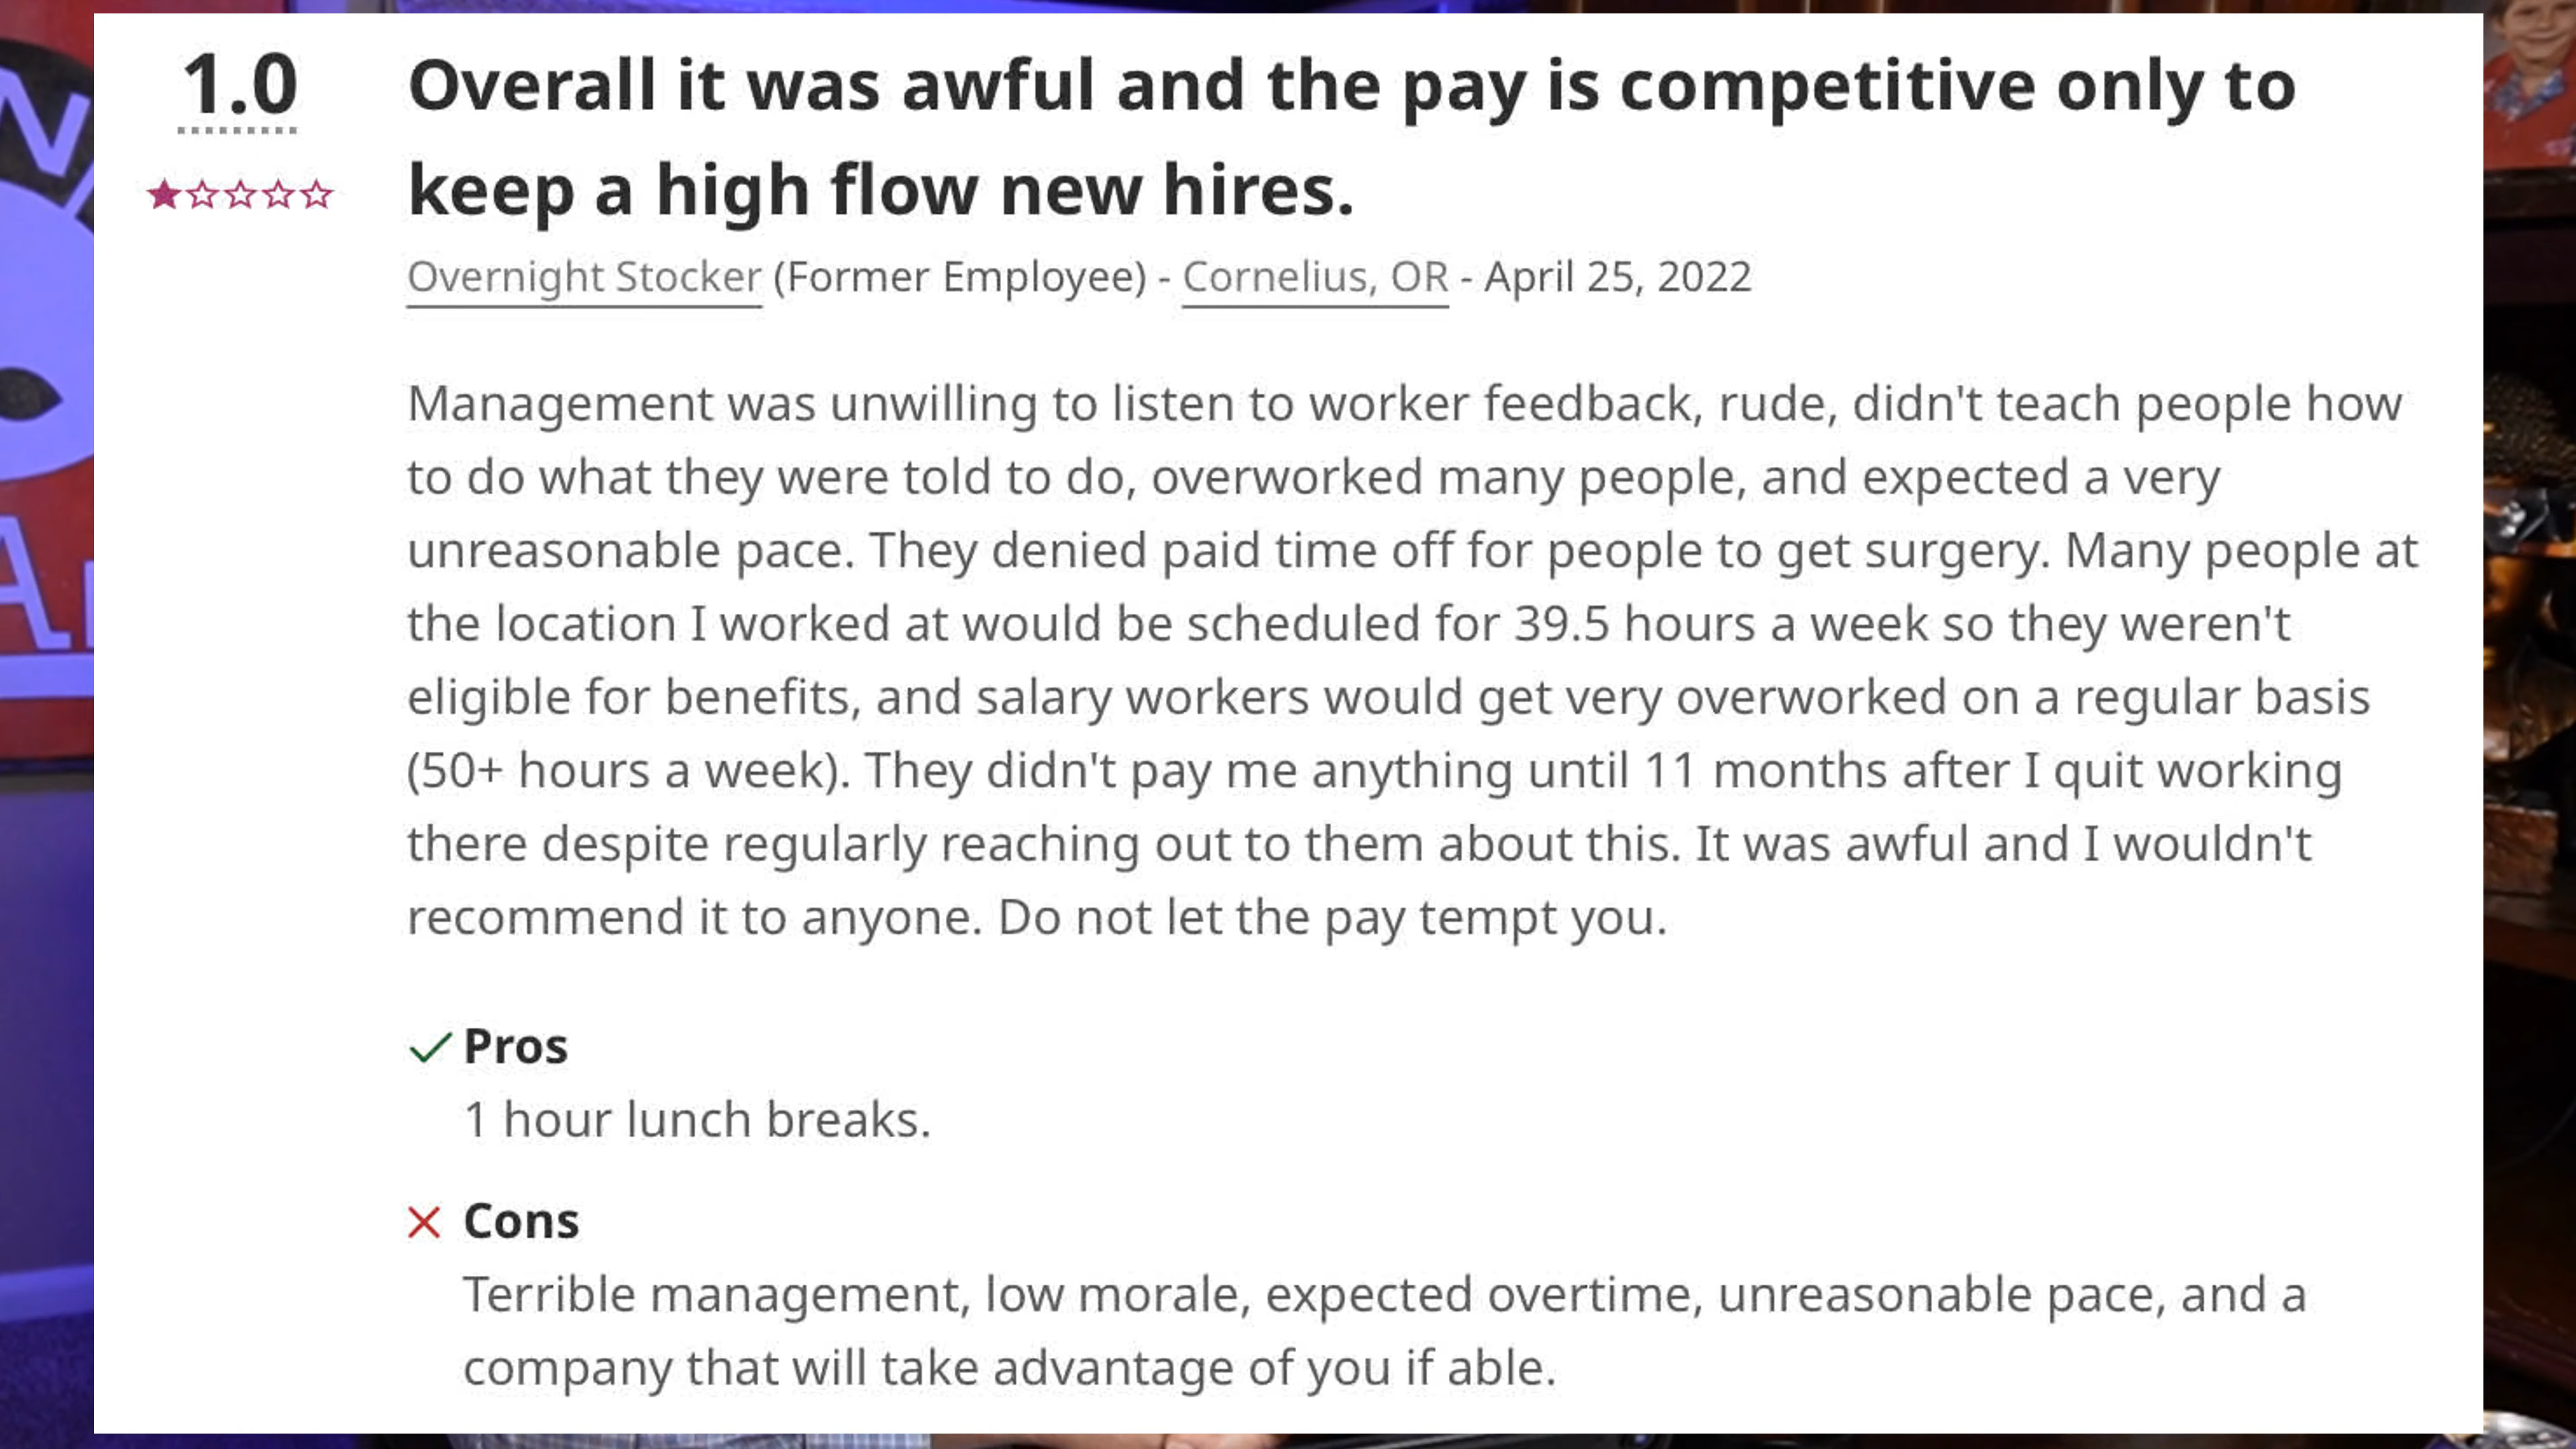 1.0
Overall it was awful and the pay is competitive only to
keep a high flow new hires.
Overnight Stocker (Former Employee) - Cornelius, OR - April 25, 2022
Management was unwilling to listen to worker feedback, rude, didn't teach people how
to do what they were told to do, overworked many people, and expected a very
unreasonable pace. They denied paid time off for people to get surgery. Many people at
the location I worked at would be scheduled for 39.5 hours a week so they weren't
eligible for benefits, and salary workers would get very overworked on a regular basis
(50+ hours a week). They didn't pay me anything until 11 months after I quit working
there despite regularly reaching out to them about this. It was awful and I wouldn't
recommend it to anyone. Do not let the pay tempt you.
Pros
1 hour lunch breaks.
Cons
Terrible management, low morale, expected overtime, unreasonable pace, and a
company that will take advantage of you if able.